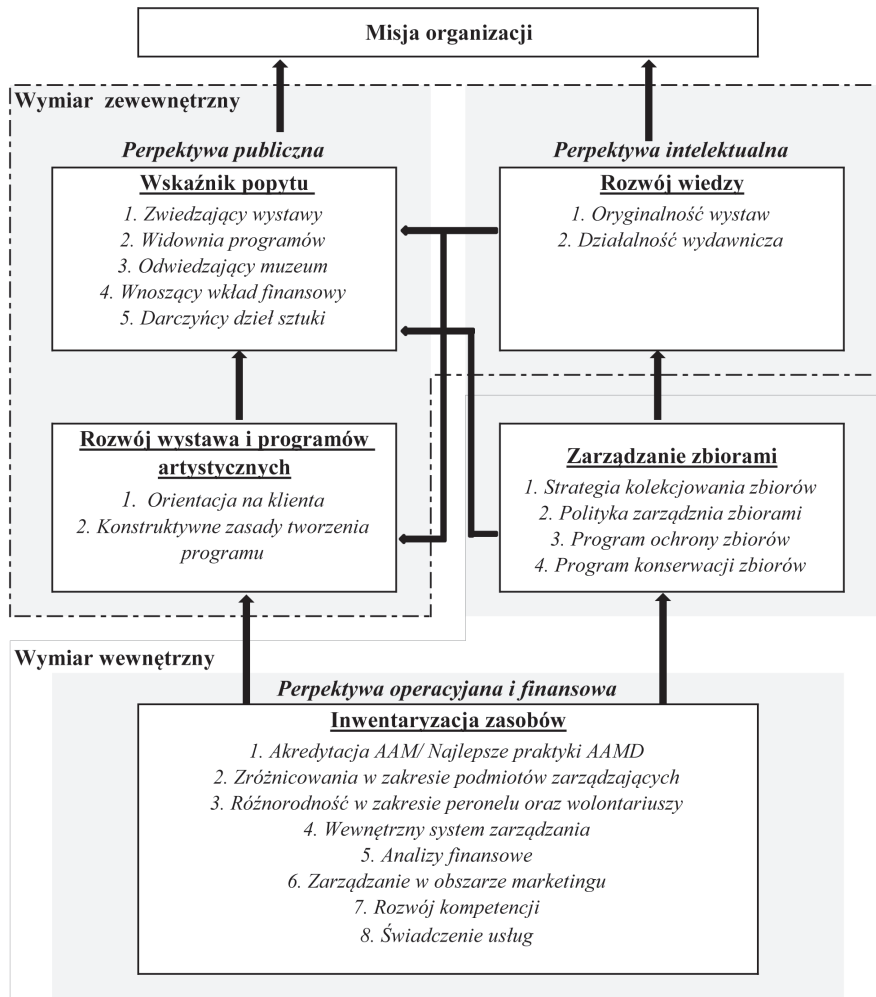 Misja organizacji
Wymiar zewewnętrzny
Perpektywa publiczna
Wskaźnik popytu
1. Zwiedzający wystawy
2. Widownia programów
3. Odwiedzający muzeum
4. Wnoszący wkład finansowy
5. Darczyńcy dzieł sztuki
Perpektywa intelektualna
Rozwój wiedzy
1. Oryginalność wystaw
2. Działalność wydawnicza
Rozwój wystawa i programów
artystycznych
1. Orientacja na klienta
2. Konstruktywne zasady tworzenia
programu
Zarządzanie zbiorami
1. Strategia kolekcjowania zbiorów
2. Polityka zarządznia zbiorami
3. Program ochrony zbiorów
4. Program konserwacji zbiorów
Wymiar wewnętrzny
Perpektywa operacyjana i finansowa
Inwentaryzacja zasobów
1. Akredytacja AAM/ Najlepsze praktyki AAMD
2. Zróżnicowania w zakresie podmiotów zarządzających
3. Różnorodność w zakresie peronelu oraz wolontariuszy
4. Wewnętrzny system zarządzania
5. Analizy finansowe
6. Zarządzanie w obszarze marketingu
7. Rozwój kompetencji
8. Świadczenie usług